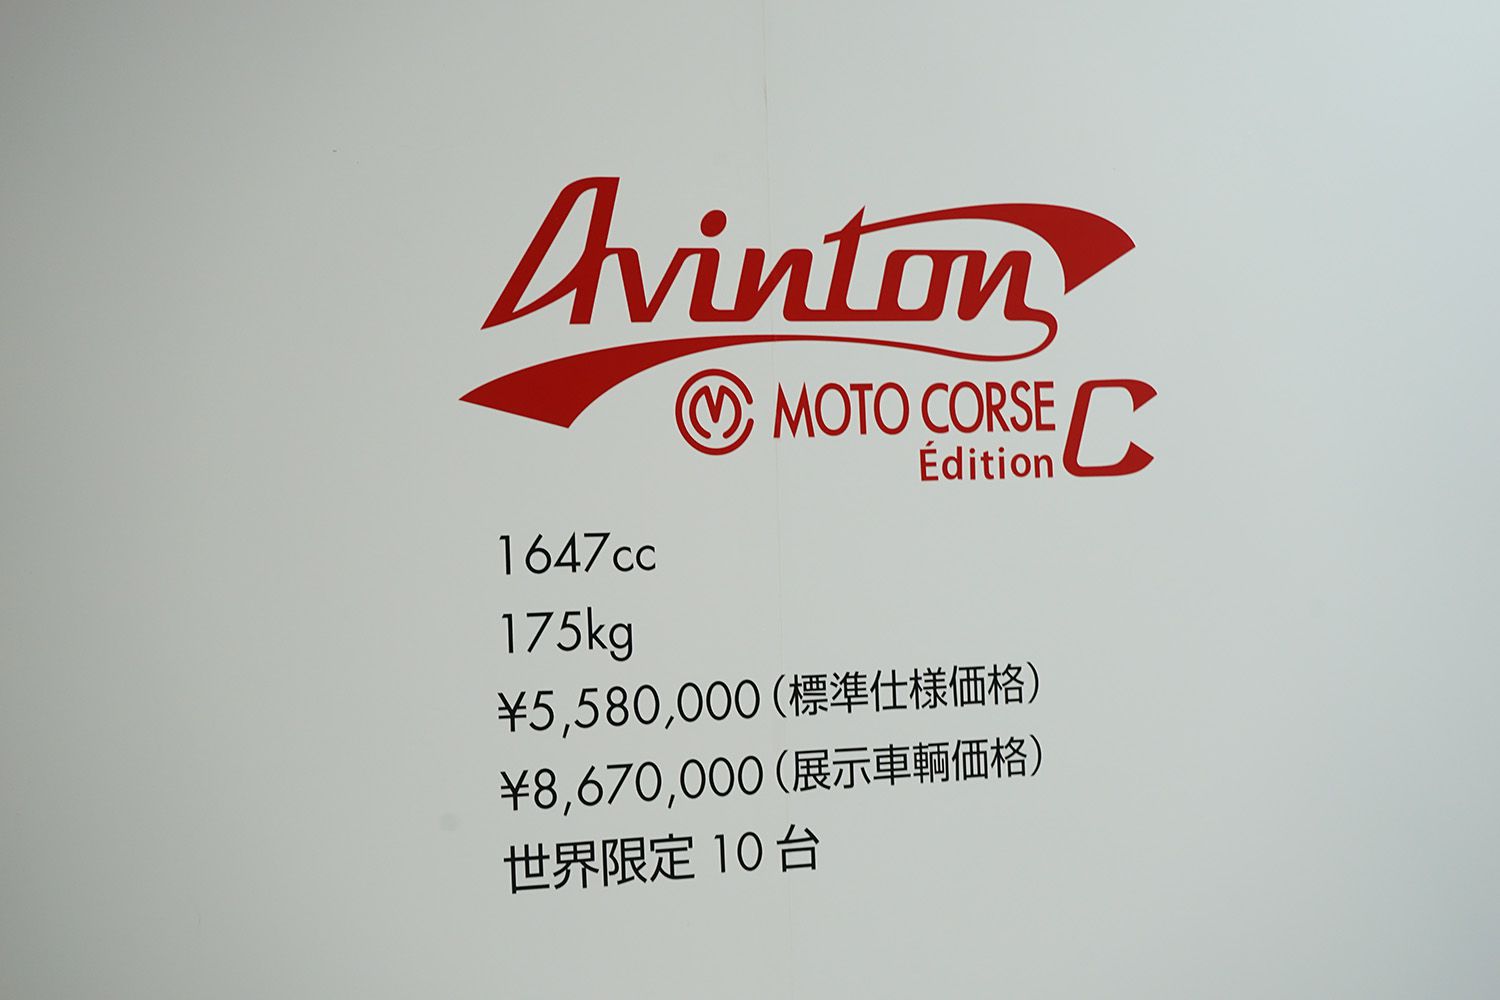 Avinton
MOTO CORSE C
Édition
1647cc
175kg
¥5,580,000(標準仕様価格)
¥8,670,000(展示車輌価格)
世界限定 10 台